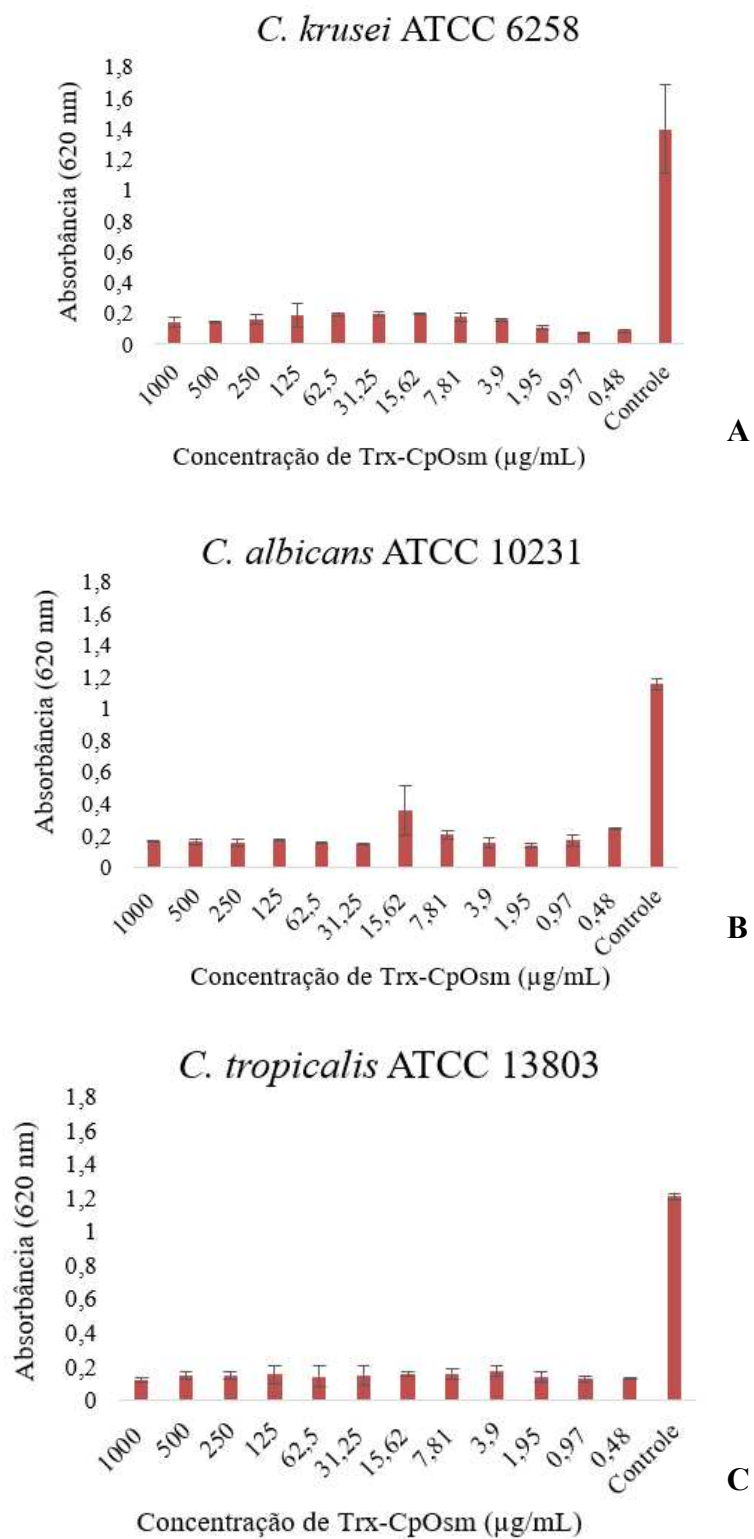 C. krusei ATCC 6258
Absorbância (620 nm)
1,8
1,6
1,4
1,2
1
0,8
0,6
0,4
0,2
0
1000 500 250 125 62,5 31,25 15,62 7,81 3,9 1,95 0,97 0,48 Controle
Concentração de Trx-CpOsm (µg/mL)
A
C. albicans ATCC 10231
Absorbância (620 nm)
1,8
1,6
1,4
1,2
1
0,8
0,6
0,4
0,2
0
1000 500 250 125 62,5 31,25 15,62 7,81 3,9 1,95 0,97 0,48 Controle
Concentração de Trx-CpOsm (µg/mL)
B
C. tropicalis ATCC 13803
Absorbância (620 nm)
1,8
1,6
1,4
1,2
1
0,8
0,6
0,4
0,2
0
1000 500 250 125 62,5 31,25 15,62 7,81 3,9 1,95 0,97 0,48 Controle
Concentração de Trx-CpOsm (µg/mL)
C